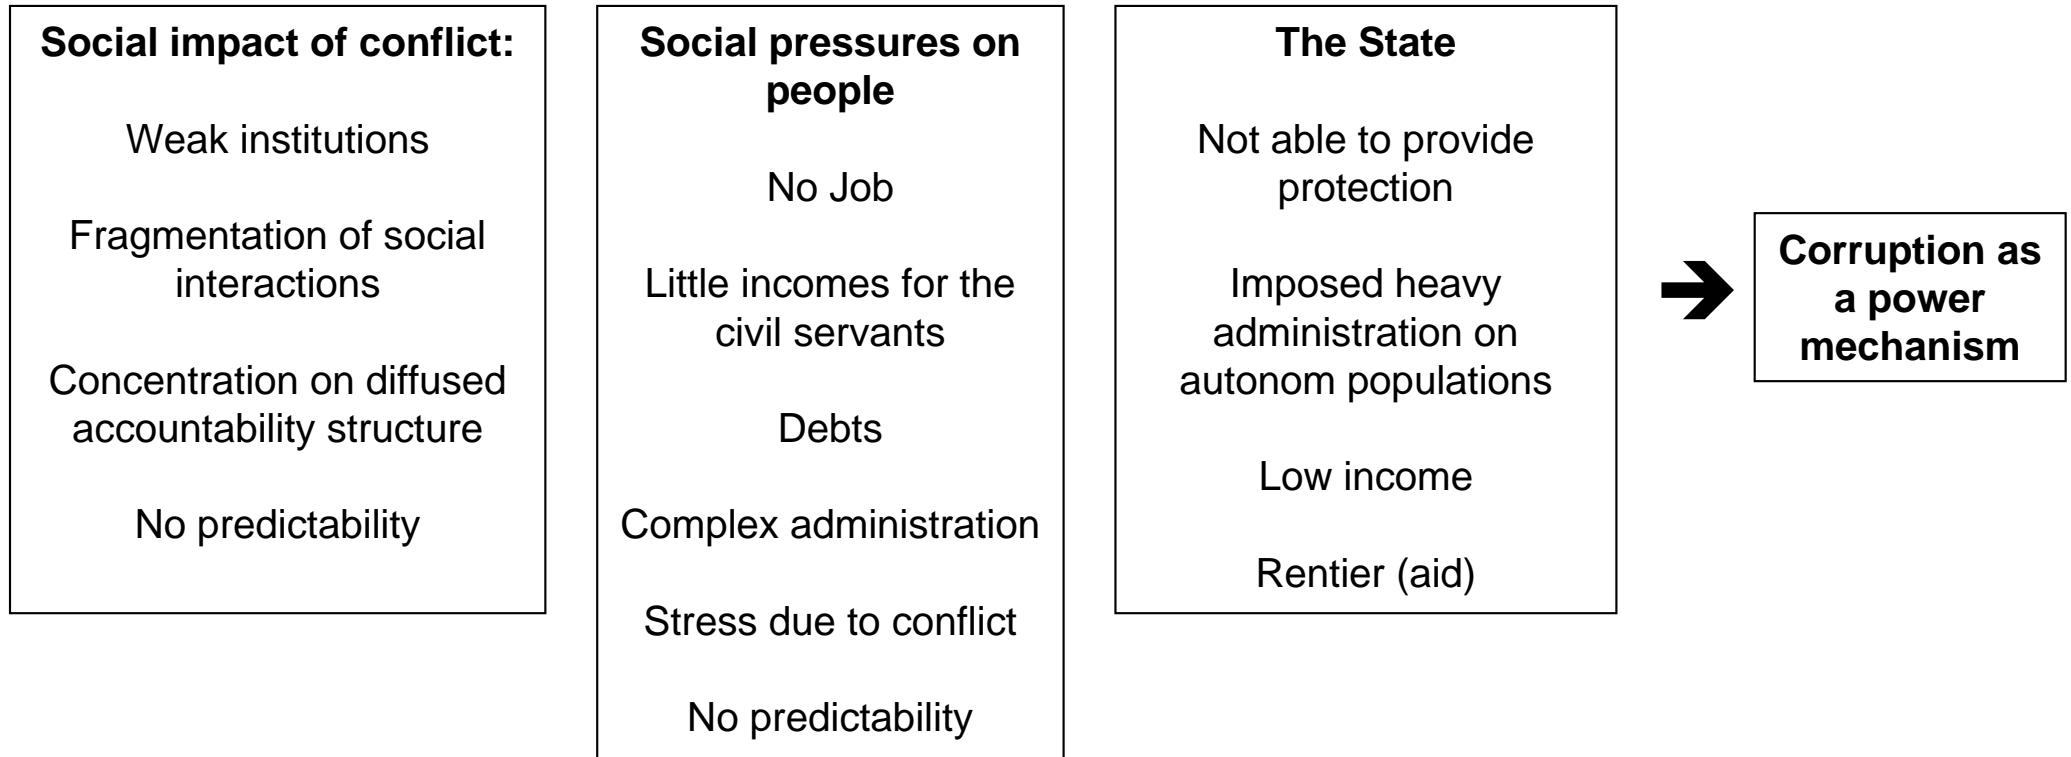 Social impact of conflict:
Weak institutions
Fragmentation of social
interactions
Concentration on diffused
accountability structure
No predictability
Social pressures on
people
No Job
Little incomes for the
civil servants
Debts
Complex administration
Stress due to conflict
No predictability
The State
Not able to provide
protection
Imposed heavy
administration on
autonom populations
Low income
Rentier (aid)
Corruption as
a power
mechanism